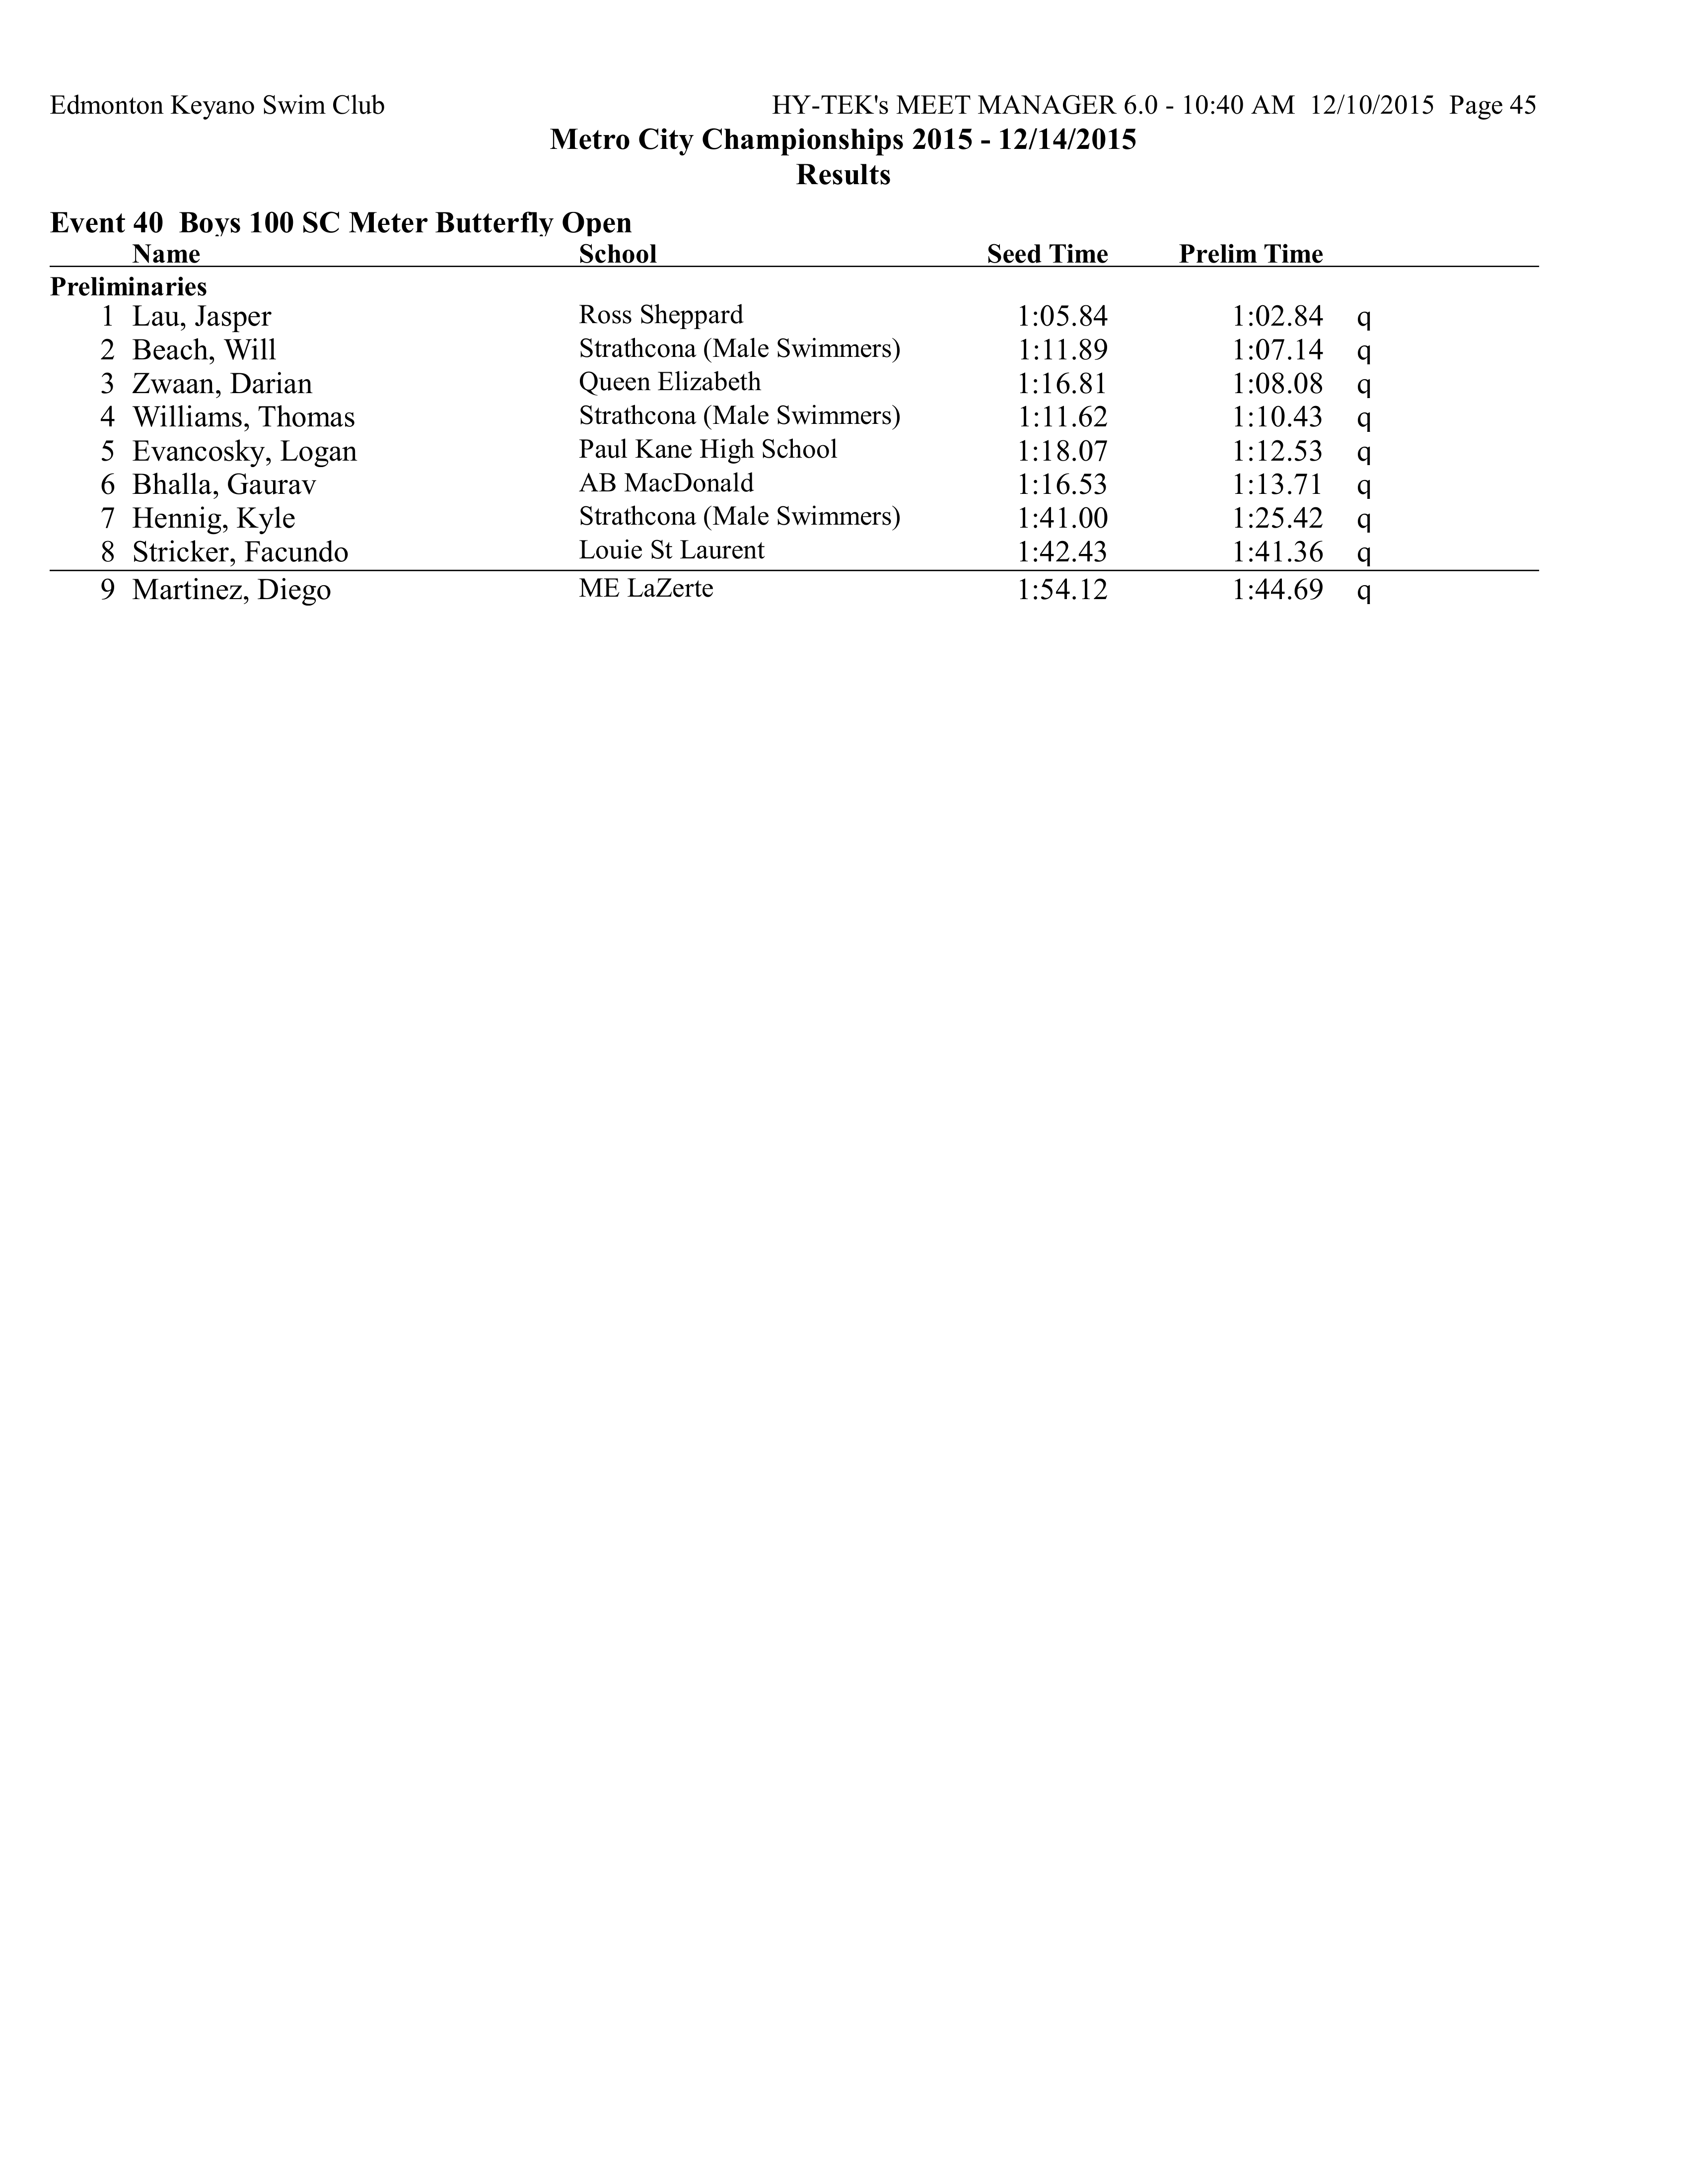 Edmonton Keyano Swim Club HY-TEK's MEET MANAGER 6.0 - 10:40 AM 12/10/2015 Page 45
Metro City Championships 2015 - 12/14/2015
Results
Event 40 Boys 100 SC Meter Butterfly Open
Name School Seed Time Prelim Time
Preliminaries
1 Lau, Jasper Ross Sheppard 1:05.84 1:02.84 q
2 Beach, Will Strathcona (Male Swimmers) 1:11.89 1:07.14 q
3 Zwaan, Darian Queen Elizabeth 1:16.81 1:08.08 q
4 Williams, Thomas Strathcona (Male Swimmers) 1:11.62 1:10.43 q
5 Evancosky, Logan Paul Kane High School 1:18.07 1:12.53 q
6 Bhalla, Gaurav AB MacDonald 1:16.53 1:13.71 q
7 Hennig, Kyle Strathcona (Male Swimmers) 1:41.00 1:25.42 q
8 Stricker, Facundo Louie St Laurent 1:42.43 1:41.36 q
9 Martinez, Diego ME LaZerte 1:54.12 1:44.69 q